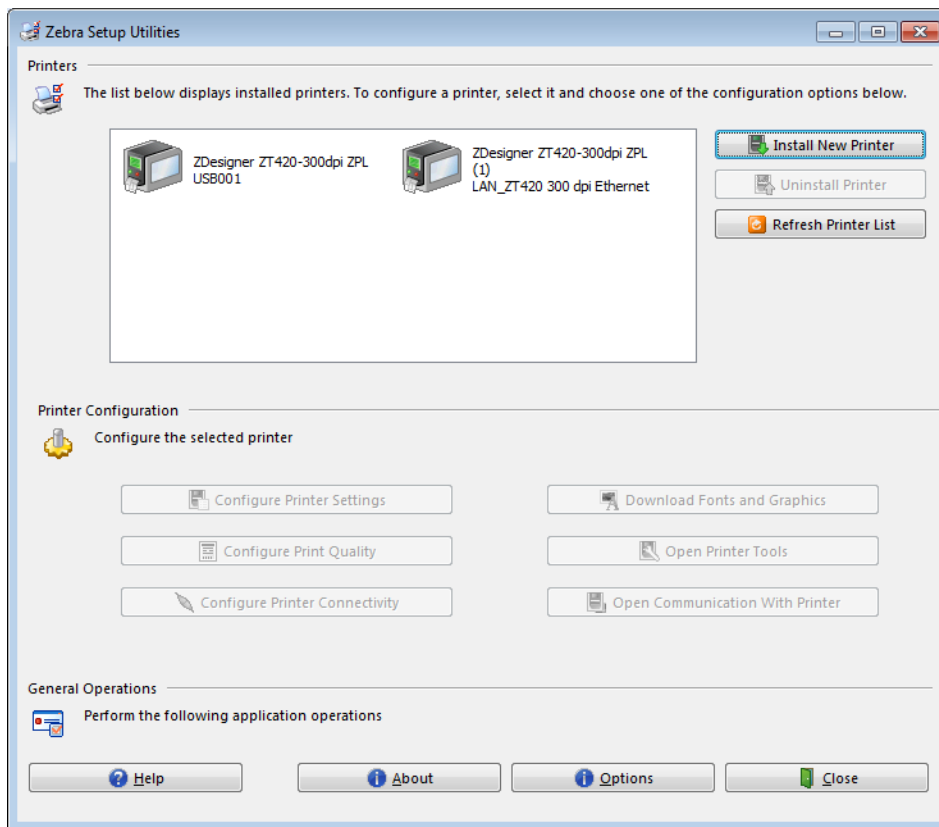 Zebra Setup Utilities
Printers
The list below displays installed printers. To configure a printer, select it and choose one of the configuration options below.
ZDesigner ZT420-300dpi ZPL
USB001
ZDesigner ZT420-300dpi ZPL
(1)
LAN_ZT420 300 dpi Ethernet
Install New Printer
Uninstall Printer
Refresh Printer List
Printer Configuration
Configure the selected printer
Configure Printer Settings
Download Fonts and Graphics
Configure Print Quality
Open Printer Tools
Configure Printer Connectivity
Open Communication With Printer
General Operations
Perform the following application operations
Help
About
Options
Close